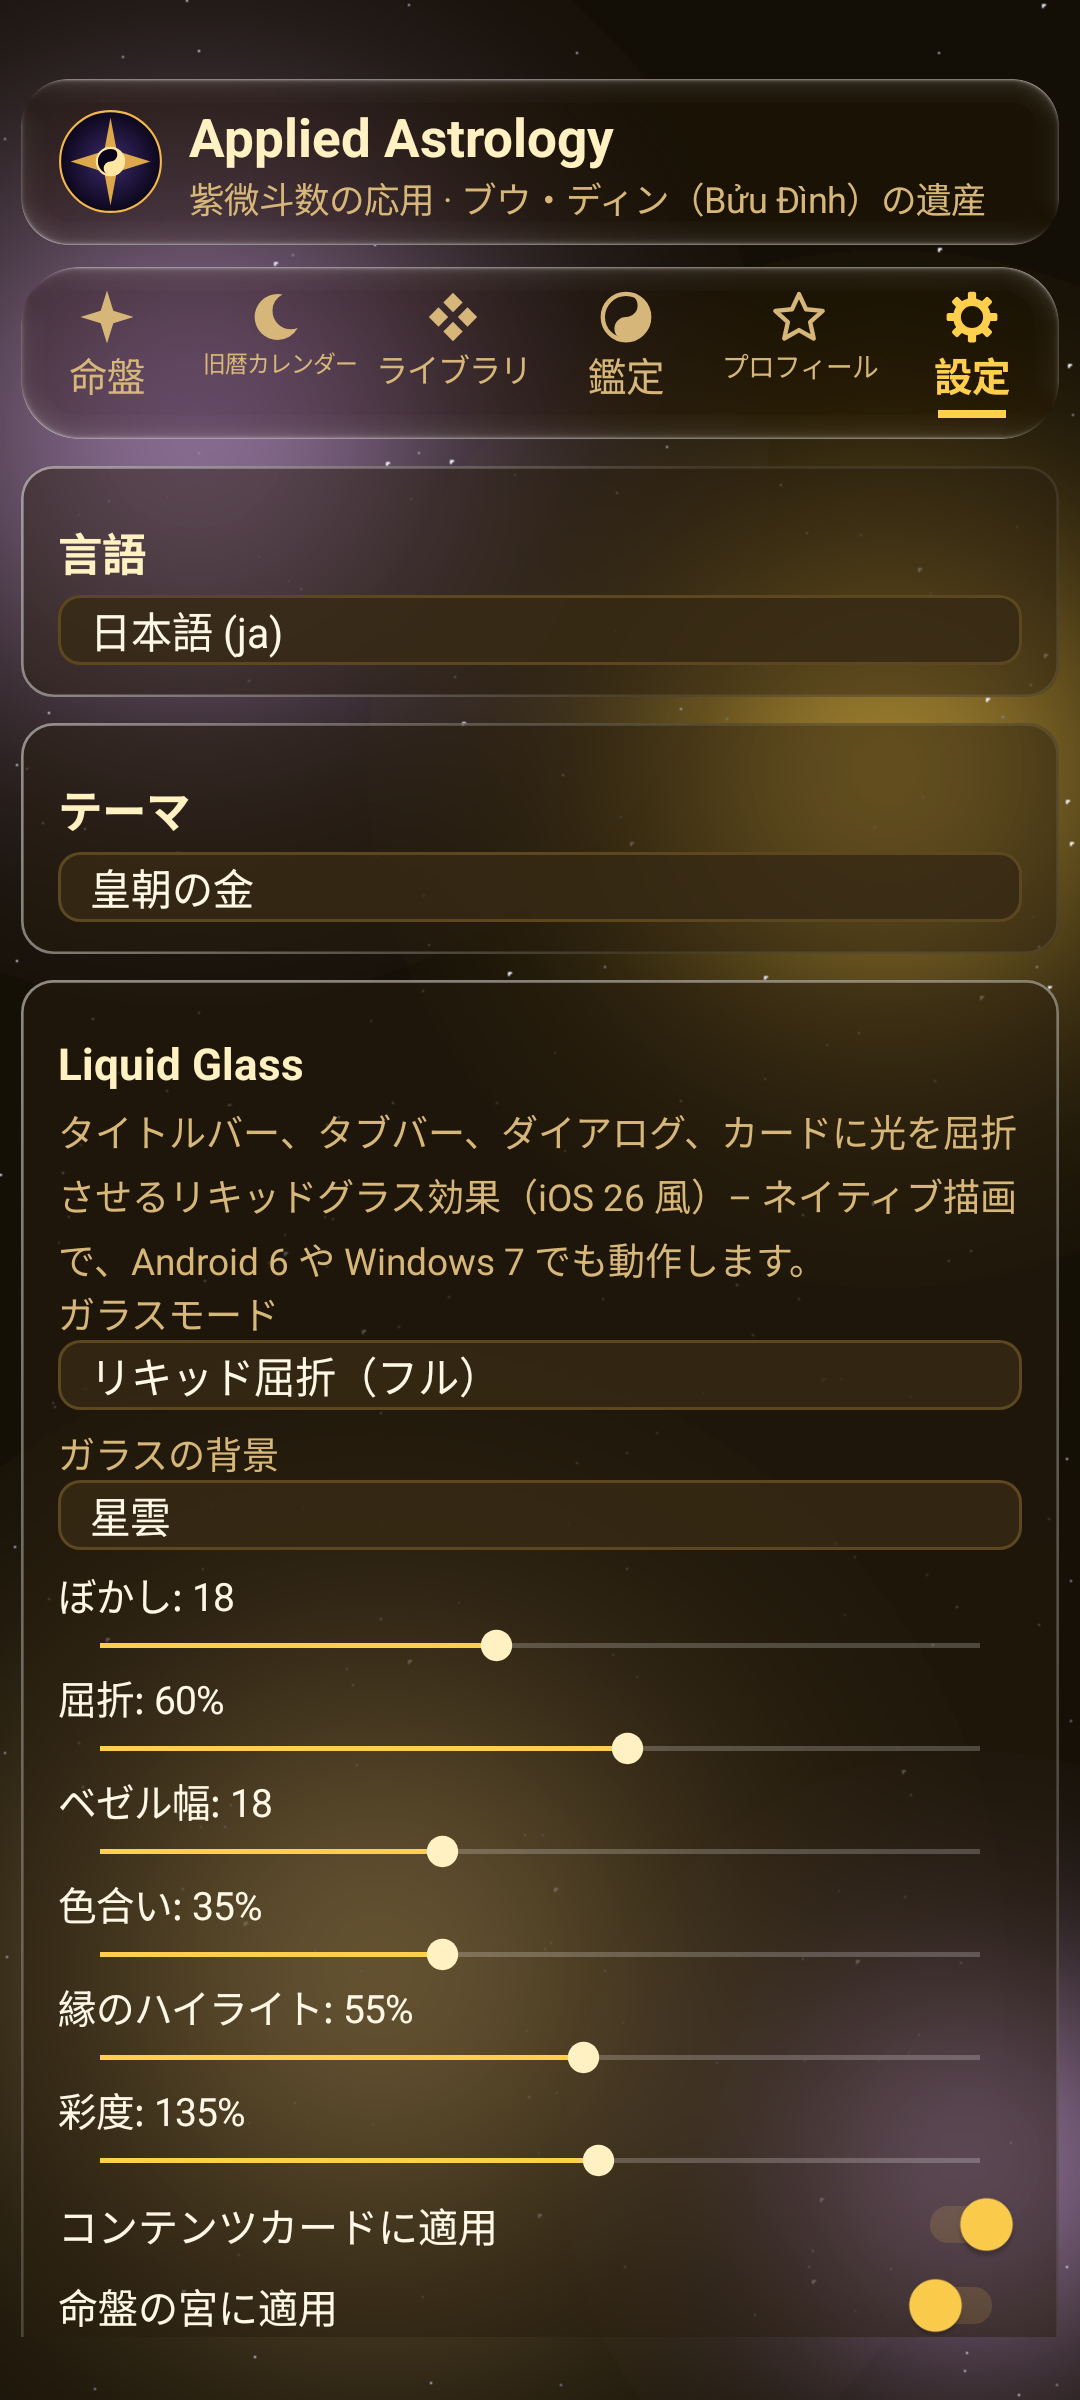 Applied Astrology
紫微斗数の応用 · ブウ・ディン（Bửu Đình）の遺産
命盤
旧暦カレンダー
ライブラリ
鑑定
プロフィール
設定
言語
日本語 (ja)
テーマ
皇朝の金
Liquid Glass
タイトルバー、タブバー、ダイアログ、カードに光を屈折
させるリキッドグラス効果（iOS 26 風）– ネイティブ描画
で、Android 6 や Windows 7 でも動作します。
ガラスモード
リキッド屈折（フル）
ガラスの背景
星雲
ぼかし: 18
屈折: 60%
ベゼル幅: 18
色合い: 35%
縁のハイライト: 55%
彩度: 135%
コンテンツカードに適用
命盤の宮に適用